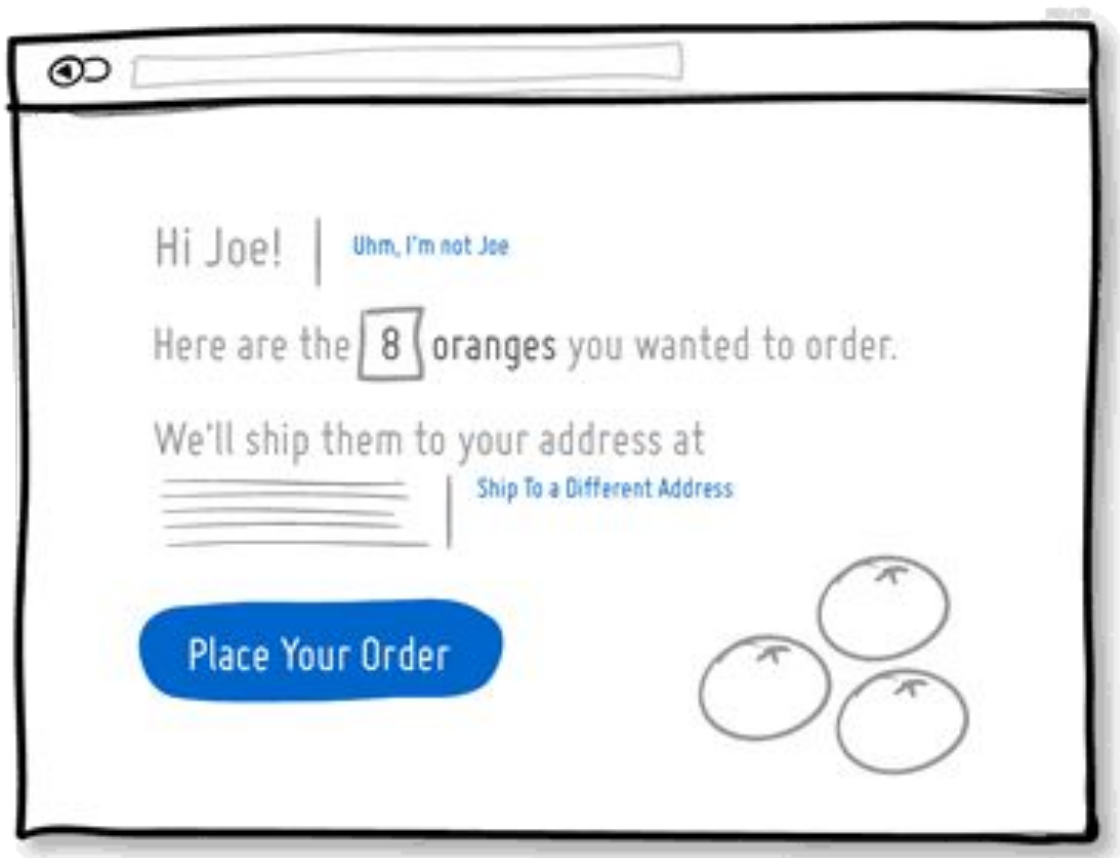 Hi Joe! Uhm, I'm not Joe
Here are the 8 oranges you wanted to order.
We'll ship them to your address at
Ship To a Different Address
Place Your Order